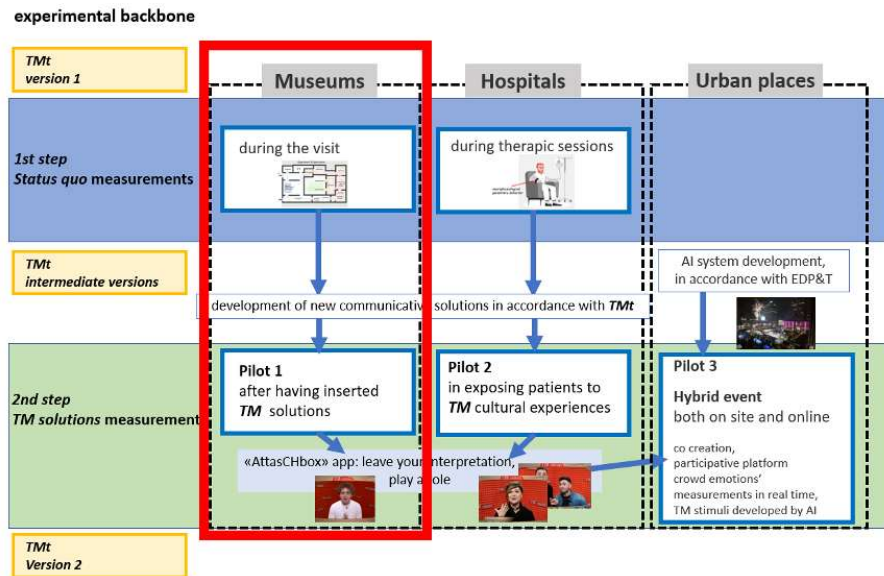 experimental backbone
TMt
version 1
Museums
Hospitals
Urban places
1st step
Status quo measurements
during the visit
during therapic sessions
TMt
intermediate versions
AI system development,
in accordance with EDP&T
development of new communicative solutions in accordance with TMt
2nd step
TM solutions measurement
Pilot 1
after having inserted
TM solutions
Pilot 2
in exposing patients to
TM cultural experiences
Pilot 3
Hybrid event
both on site and online
co creation,
participative platform
crowd emotions'
measurements in real time,
TM stimuli developed by AI
«AttasCHbox» app: leave your interpretation,
play a role
TMt
Version 2